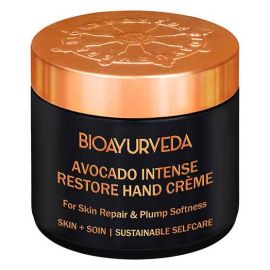 BIOAYURVEDA
AVOCADO INTENSE
RESTORE HAND CRÈME
For Skin Repair & Plump Softness
SKIN + SOIN | SUSTAINABLE SELFCARE